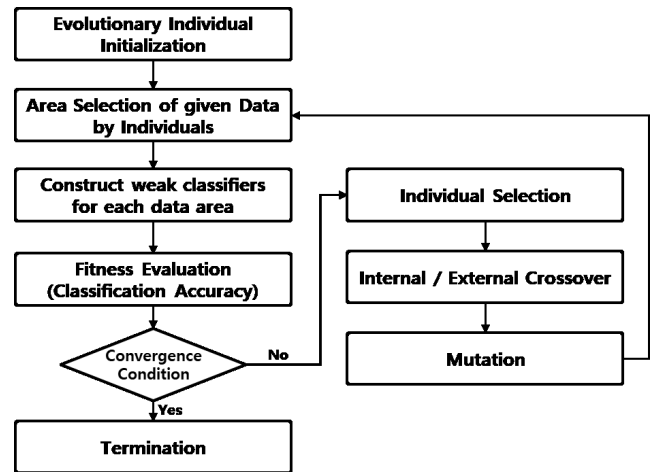 Evolutionary Individual
Initialization
Area Selection of given Data
by Individuals
Construct weak classifiers
for each data area
Fitness Evaluation
(Classification Accuracy)
Convergence
Condition
No
Yes
Termination
Individual Selection
Internal / External Crossover
Mutation